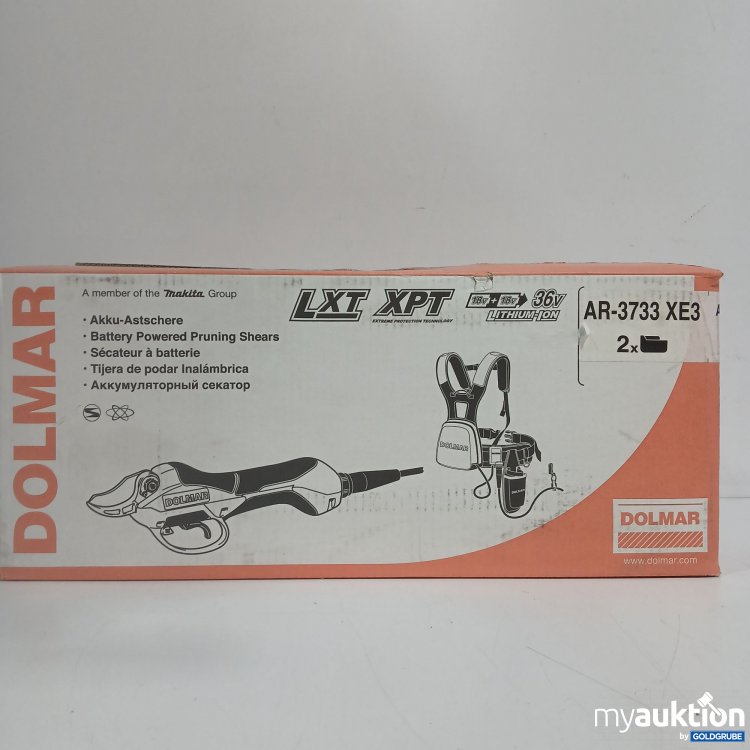 DOLMAR
A member of the Makita Group
LXT
XPT
EXTREME PROTECTION TECHNOLOGY
18V + 18V 36V
LITHIUM-ION
AR-3733 XE3
2x
• Akku-Astschere
• Battery Powered Pruning Shears
• Sécateur à batterie
• Tijera de podar Inalámbrica
• Аккумуляторный секатор
DOLMAR
DOLMAR
DOLMAR
DOLMAR
www.dolmar.com
myauktion
by GOLDGRUBE